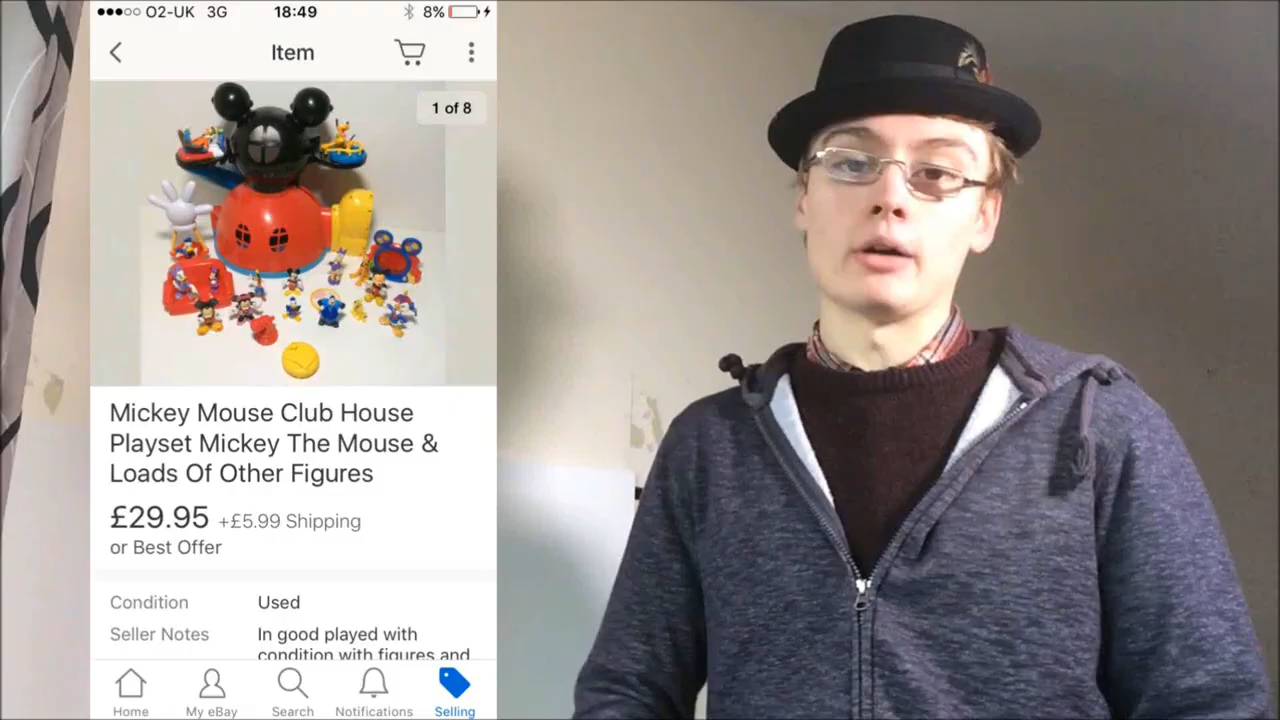 O2-UK 3G 18:49 8%
Item
1 of 8
Mickey Mouse Club House
Playset Mickey The Mouse &
Loads Of Other Figures
£29.95 +£5.99 Shipping
or Best Offer
Condition Used
Seller Notes In good played with
condition with figures and
Home My eBay Search Notifications Selling